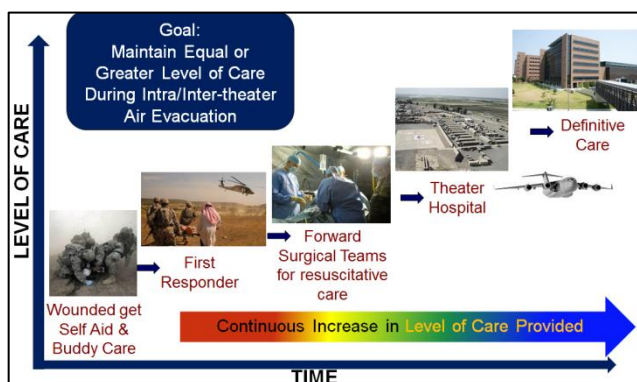 Goal:
Maintain Equal or
Greater Level of Care
During Intra/Inter-theater
Air Evacuation
LEVEL OF CARE
Wounded get
Self Aid &
Buddy Care
First
Responder
Forward
Surgical Teams
for resuscitative
care
Theater
Hospital
Definitive
Care
Continuous Increase in Level of Care Provided
TIME